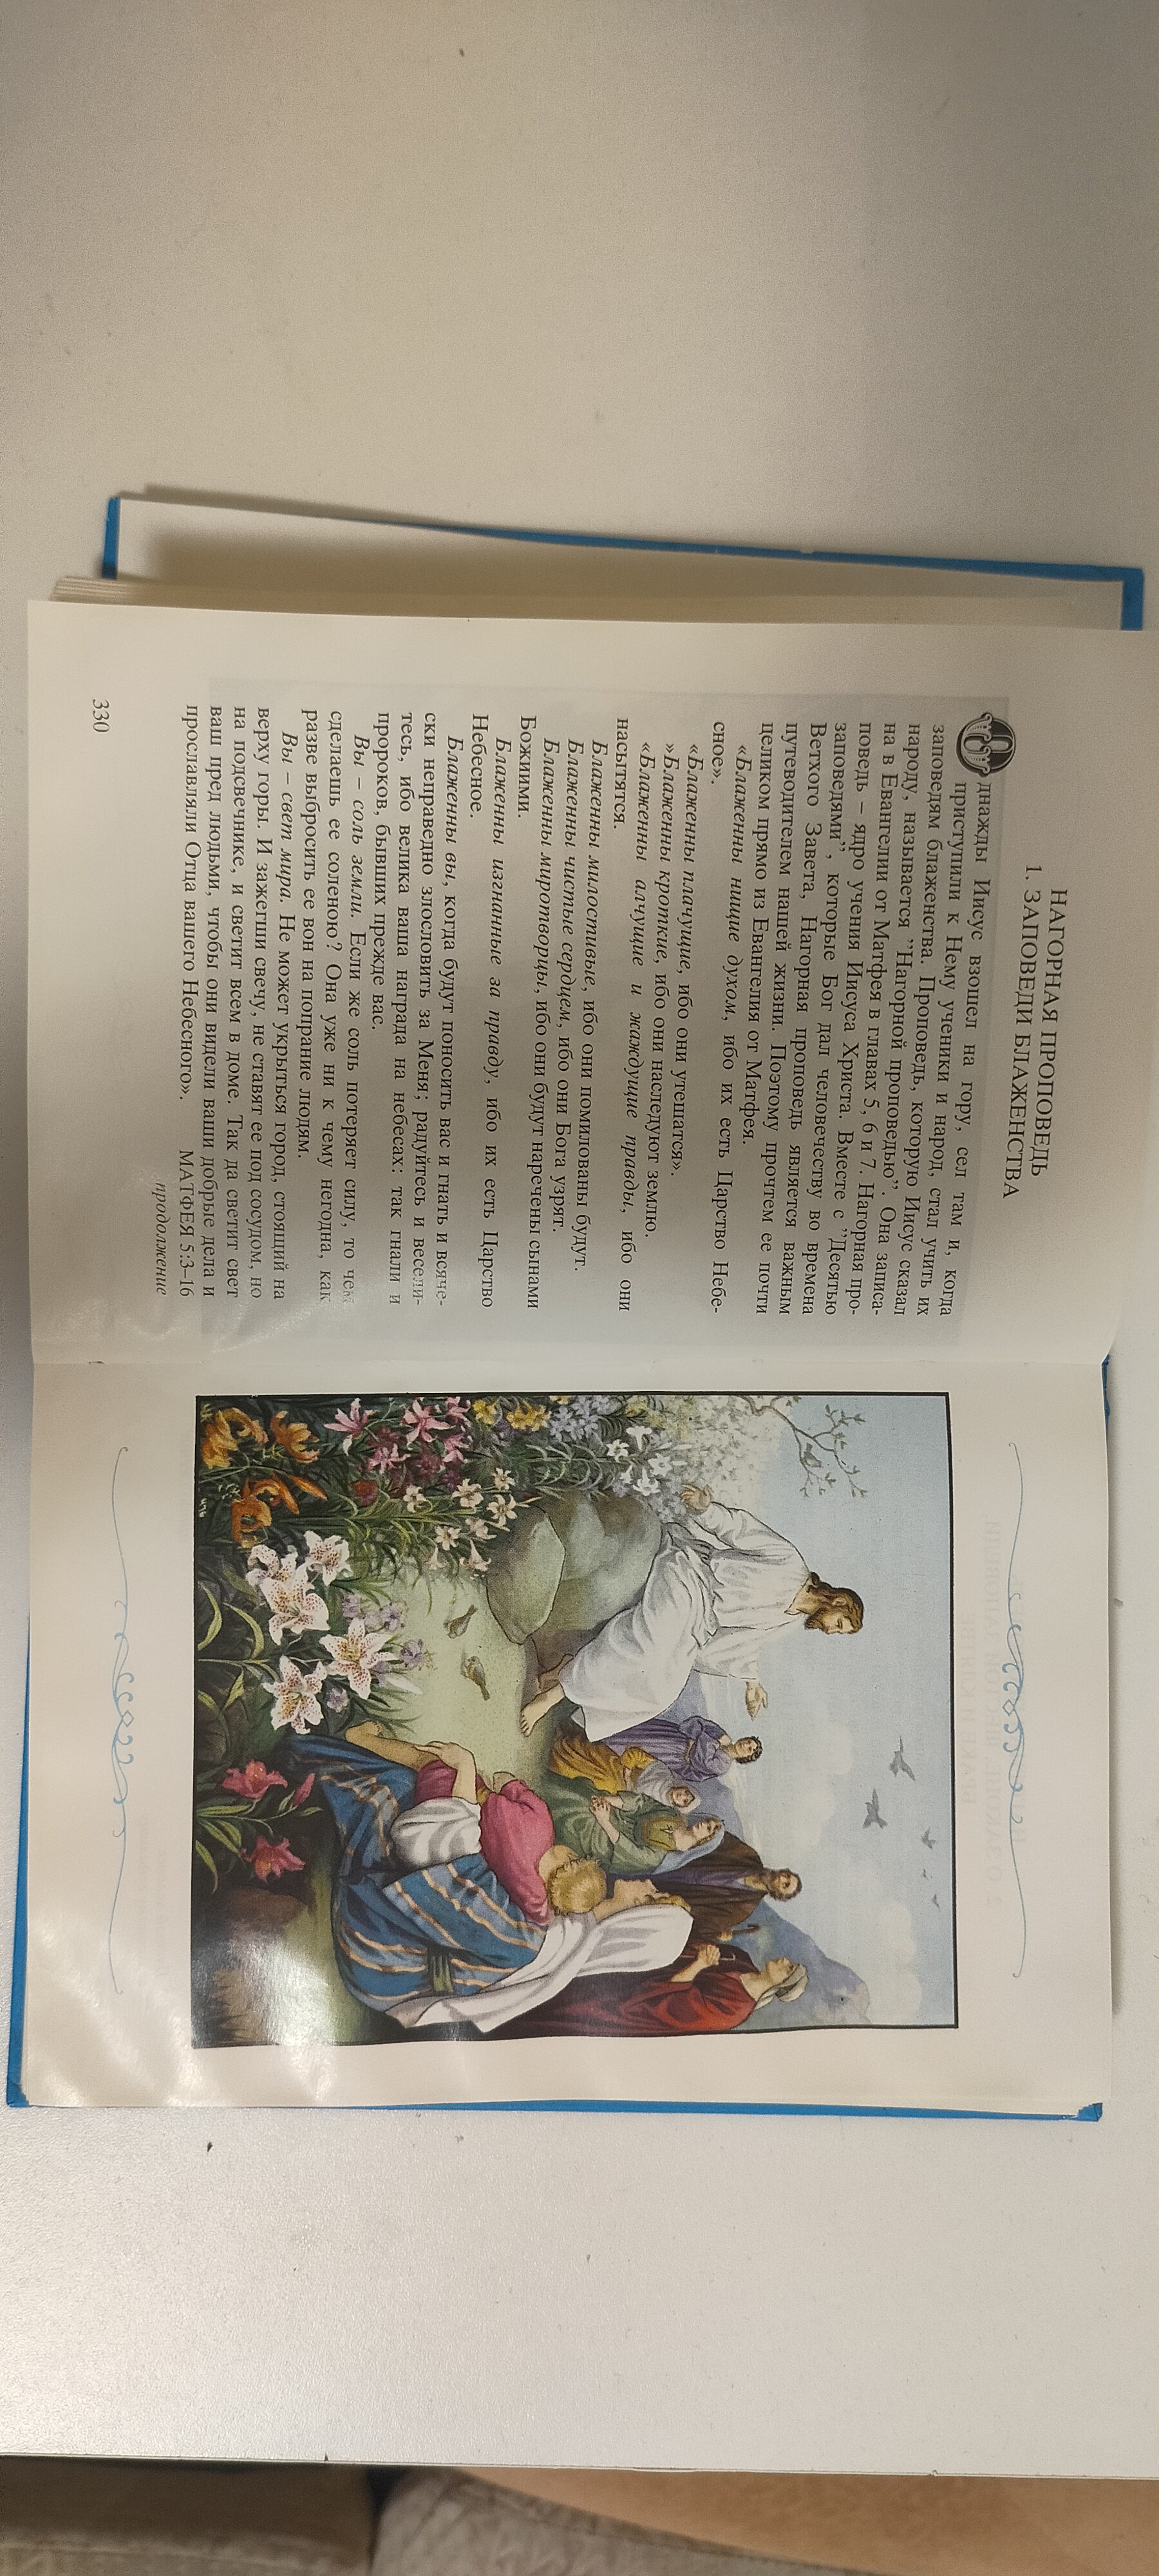 НАГОРНАЯ ПРОПОВЕДЬ
1. ЗАПОВЕДИ БЛАЖЕНСТВА
Однажды Иисус взошел на гору, сел там и, когда
приступили к Нему ученики и народ, стал учить их
заповедям блаженства. Проповедь, которую Иисус сказал
народу, называется ”Нагорной проповедью”. Она записа-
на в Евангелии от Матфея в главах 5, 6 и 7. Нагорная про-
поведь – ядро учения Иисуса Христа. Вместе с ”Десятью
заповедями”, которые Бог дал человечеству во времена
Ветхого Завета, Нагорная проповедь является важным
путеводителем нашей жизни. Поэтому прочтем ее почти
целиком прямо из Евангелия от Матфея.
«Блаженны нищие духом, ибо их есть Царство Небе-
сное».
«Блаженны плачущие, ибо они утешатся».
»Блаженны кроткие, ибо они наследуют землю.
«Блаженны алчущие и жаждущие правды, ибо они
насытятся.
Блаженны милостивые, ибо они помилованы будут.
Блаженны чистые сердцем, ибо они Бога узрят.
Блаженны миротворцы, ибо они будут наречены сынами
Божиими.
Блаженны изгнанные за правду, ибо их есть Царство
Небесное.
Блаженны вы, когда будут поносить вас и гнать и всяче-
ски неправедно злословить за Меня; радуйтесь и весели-
тесь, ибо велика ваша награда на небесах: так гнали и
пророков, бывших прежде вас.
Вы – соль земли. Если же соль потеряет силу, то чем
сделаешь ее соленою? Она уже ни к чему негодна, как
разве выбросить ее вон на попрание людям.
Вы – свет мира. Не может укрыться город, стоящий на
верху горы. И зажегши свечу, не ставят ее под сосудом, но
на подсвечнике, и светит всем в доме. Так да светит свет
ваш пред людьми, чтобы они видели ваши добрые дела и
прославляли Отца вашего Небесного». МАТФЕЯ 5:3–16
продолжение
330